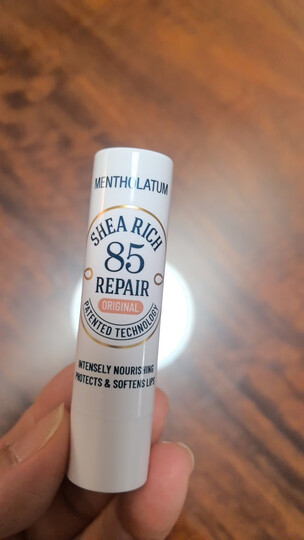 MENTHOLATUM
SHEA RICH
85
REPAIR
ORIGINAL
PATENTED TECHNOLOGY
INTENSELY NOURISHING
PROTECTS & SOFTENS LIPS